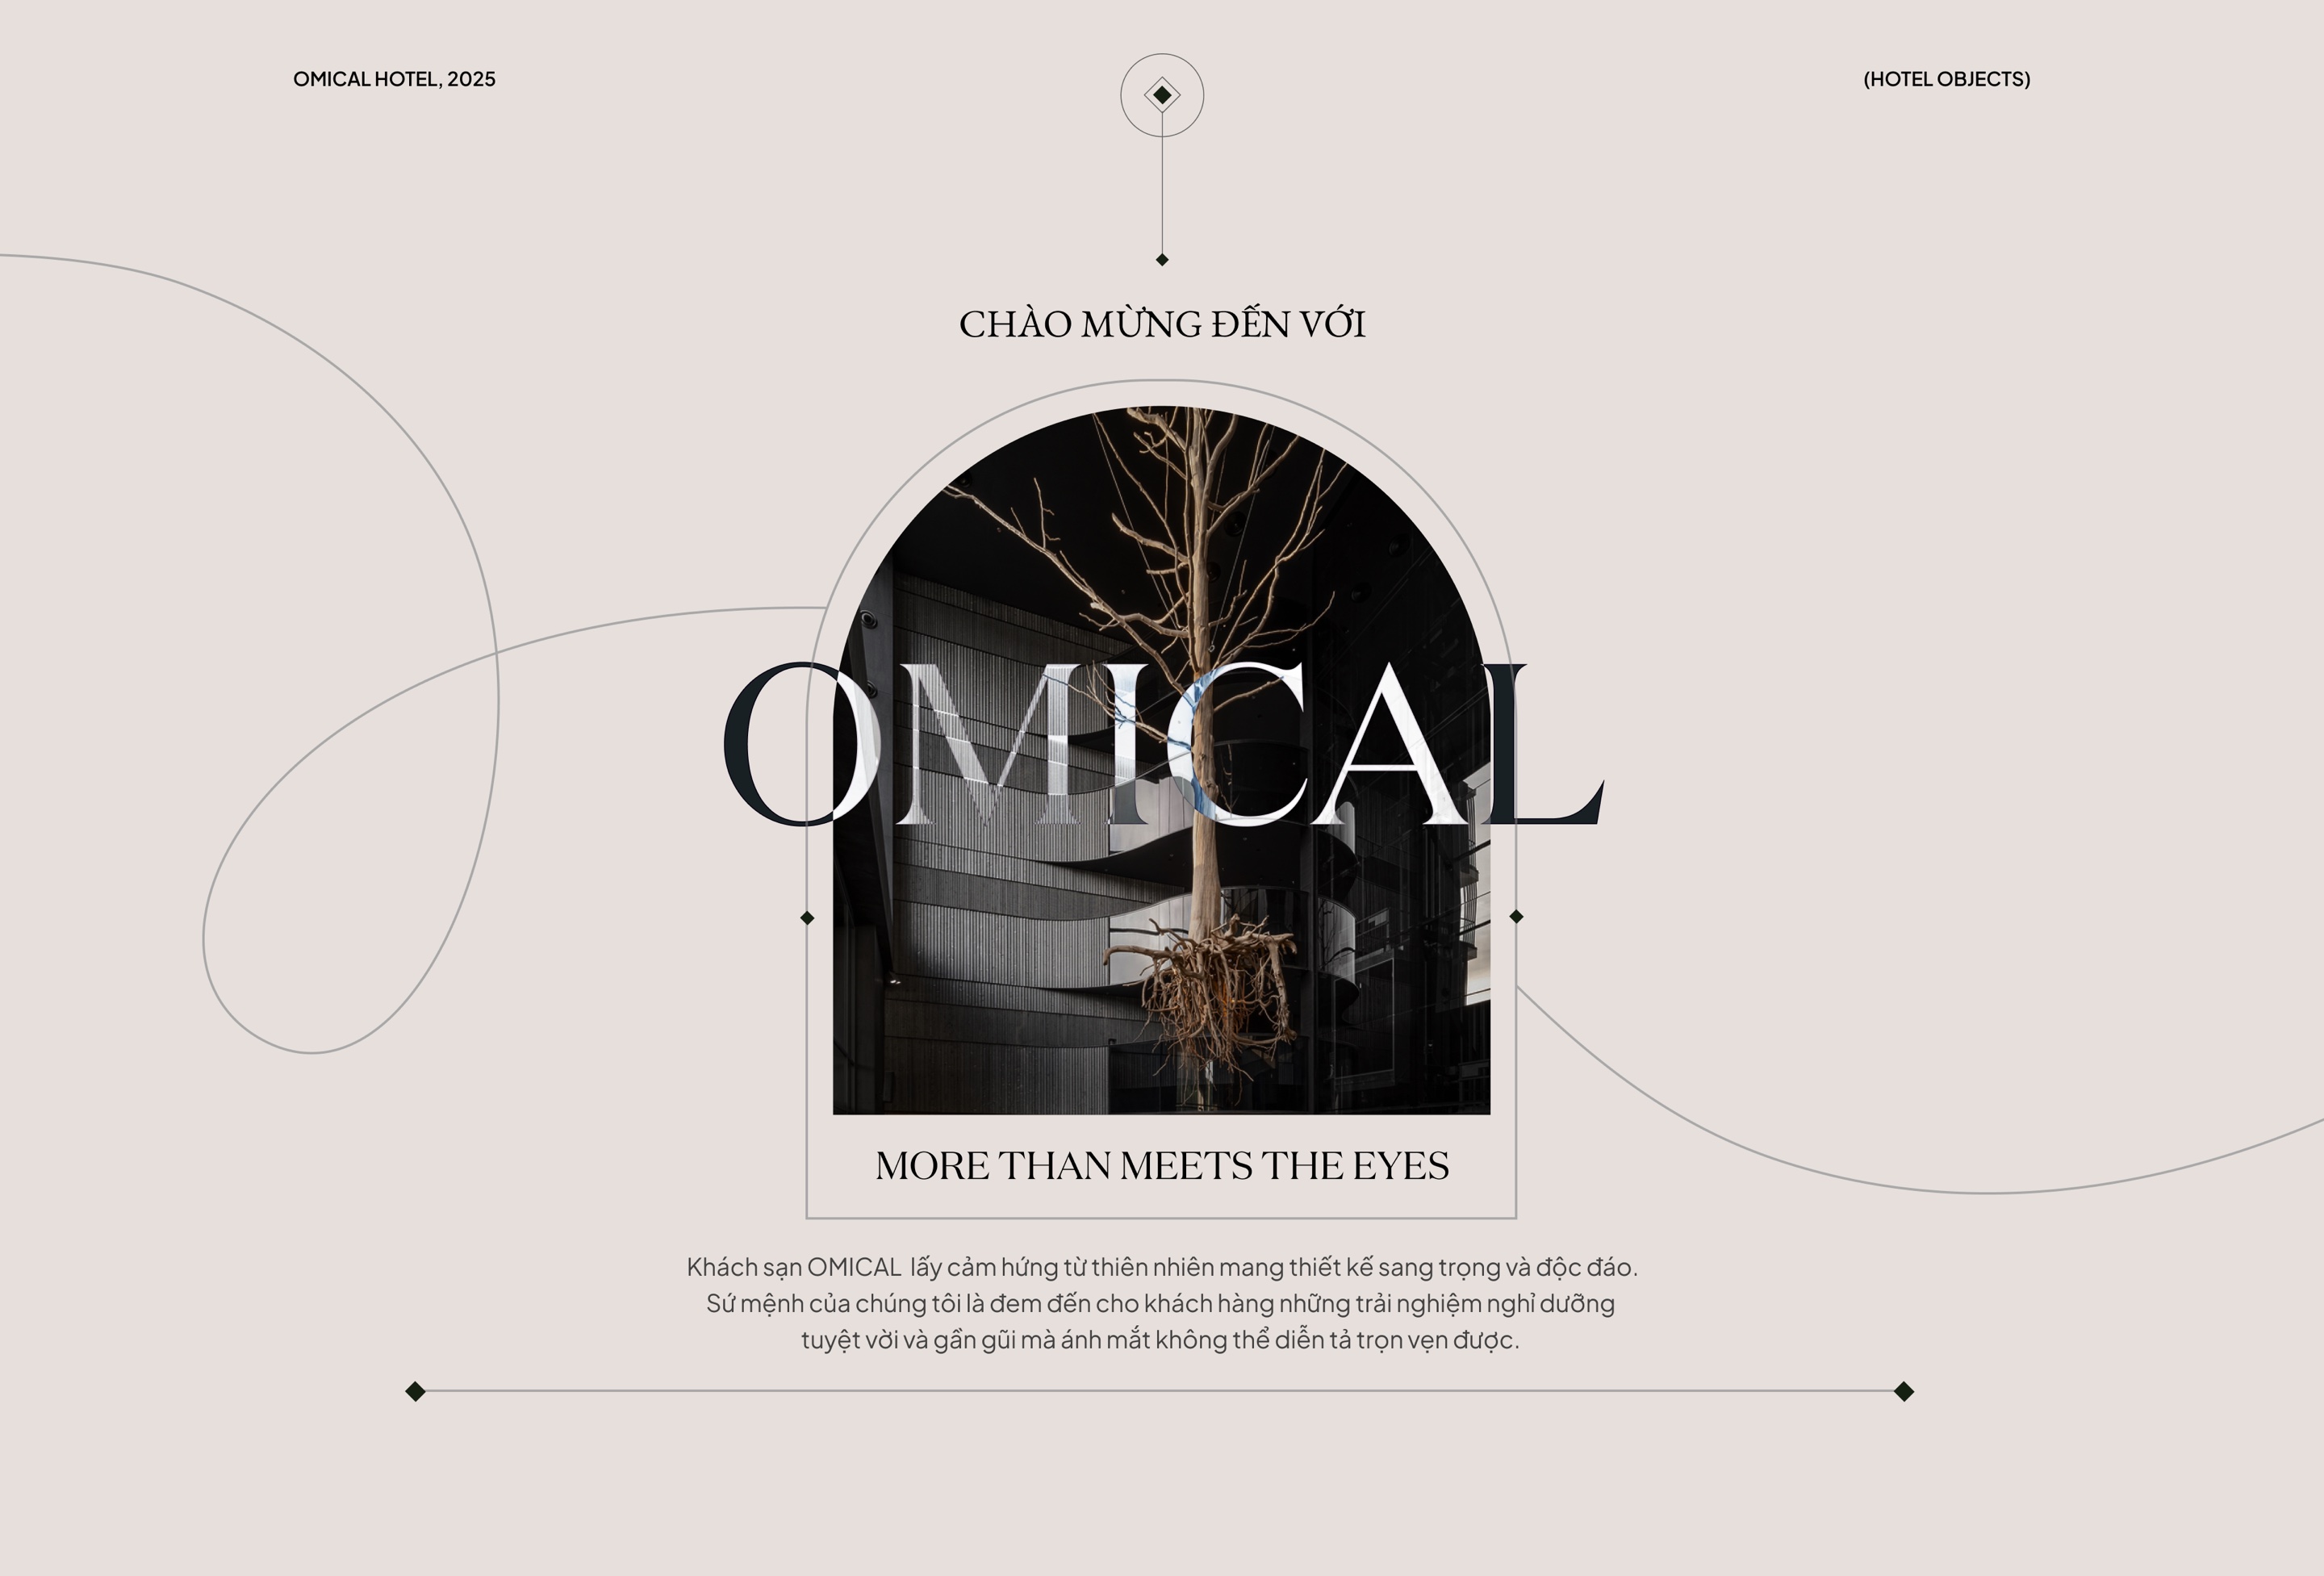 OMICAL HOTEL, 2025
(HOTEL OBJECTS)
CHÀO MỪNG ĐẾN VỚI
OMICAL
MORE THAN MEETS THE EYES
Khách sạn OMICAL lấy cảm hứng từ thiên nhiên mang thiết kế sang trọng và độc đáo.
Sứ mệnh của chúng tôi là đem đến cho khách hàng những trải nghiệm nghỉ dưỡng
tuyệt vời và gần gũi mà ánh mắt không thể diễn tả trọn vẹn được.